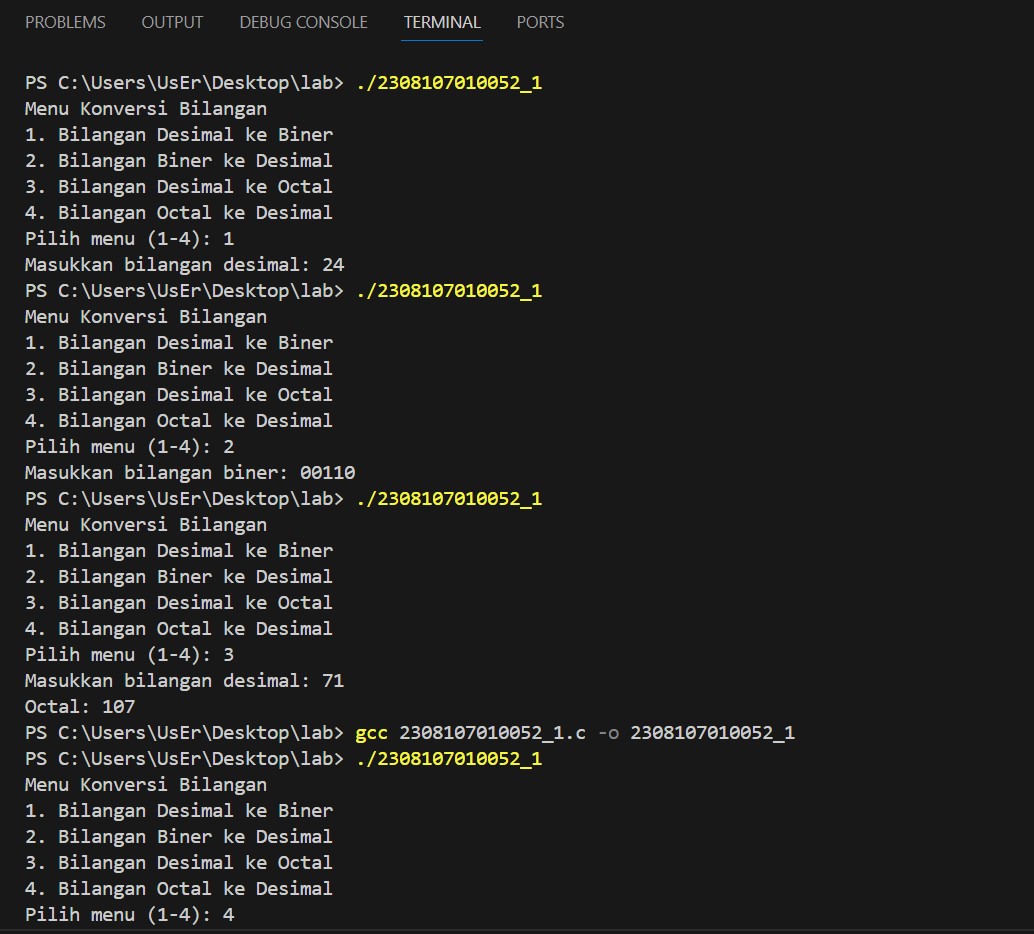 PROBLEMS OUTPUT DEBUG CONSOLE TERMINAL PORTS
PS C:\Users\UsEr\Desktop\lab> ./2308107010052_1
Menu Konversi Bilangan
1. Bilangan Desimal ke Biner
2. Bilangan Biner ke Desimal
3. Bilangan Desimal ke Octal
4. Bilangan Octal ke Desimal
Pilih menu (1-4): 1
Masukkan bilangan desimal: 24
PS C:\Users\UsEr\Desktop\lab> ./2308107010052_1
Menu Konversi Bilangan
1. Bilangan Desimal ke Biner
2. Bilangan Biner ke Desimal
3. Bilangan Desimal ke Octal
4. Bilangan Octal ke Desimal
Pilih menu (1-4): 2
Masukkan bilangan biner: 00110
PS C:\Users\UsEr\Desktop\lab> ./2308107010052_1
Menu Konversi Bilangan
1. Bilangan Desimal ke Biner
2. Bilangan Biner ke Desimal
3. Bilangan Desimal ke Octal
4. Bilangan Octal ke Desimal
Pilih menu (1-4): 3
Masukkan bilangan desimal: 71
Octal: 107
PS C:\Users\UsEr\Desktop\lab> gcc 2308107010052_1.c -o 2308107010052_1
PS C:\Users\UsEr\Desktop\lab> ./2308107010052_1
Menu Konversi Bilangan
1. Bilangan Desimal ke Biner
2. Bilangan Biner ke Desimal
3. Bilangan Desimal ke Octal
4. Bilangan Octal ke Desimal
Pilih menu (1-4): 4